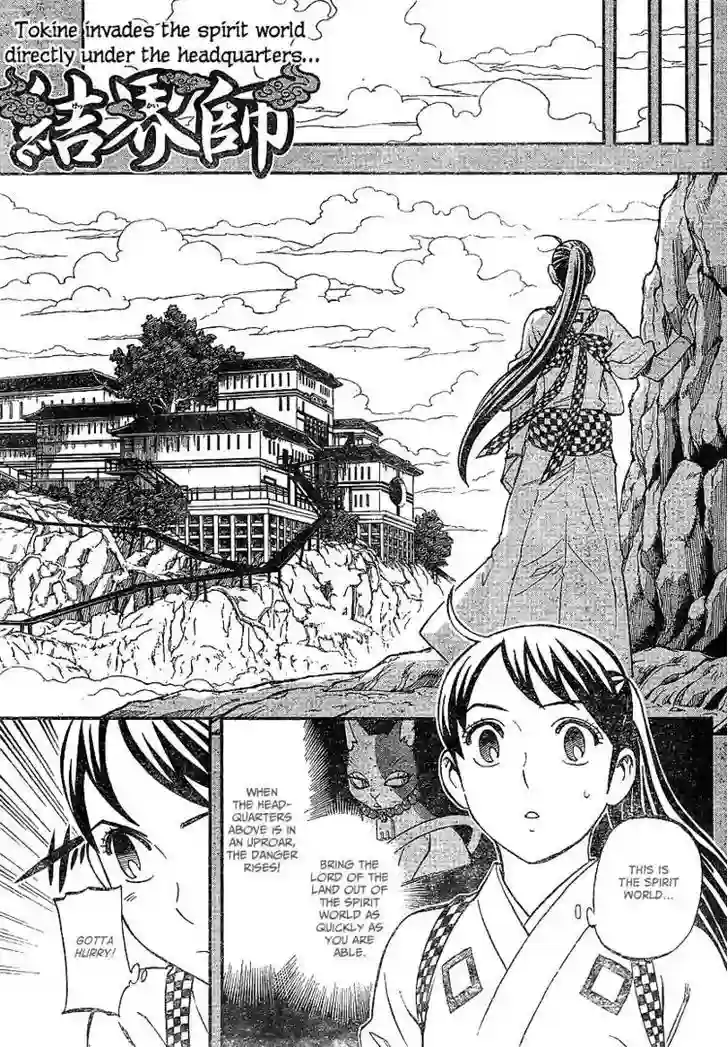 Tokine invades the spirit world
directly under the headquarters...
結界師
THIS IS
THE SPIRIT
WORLD...
WHEN
THE HEAD-
QUARTERS
ABOVE IS IN
AN UPROAR,
THE DANGER
RISES!
BRING THE
LORD OF THE
LAND OUT OF
THE SPIRIT
WORLD AS
QUICKLY AS
YOU ARE
ABLE.
GOTTA
HURRY!